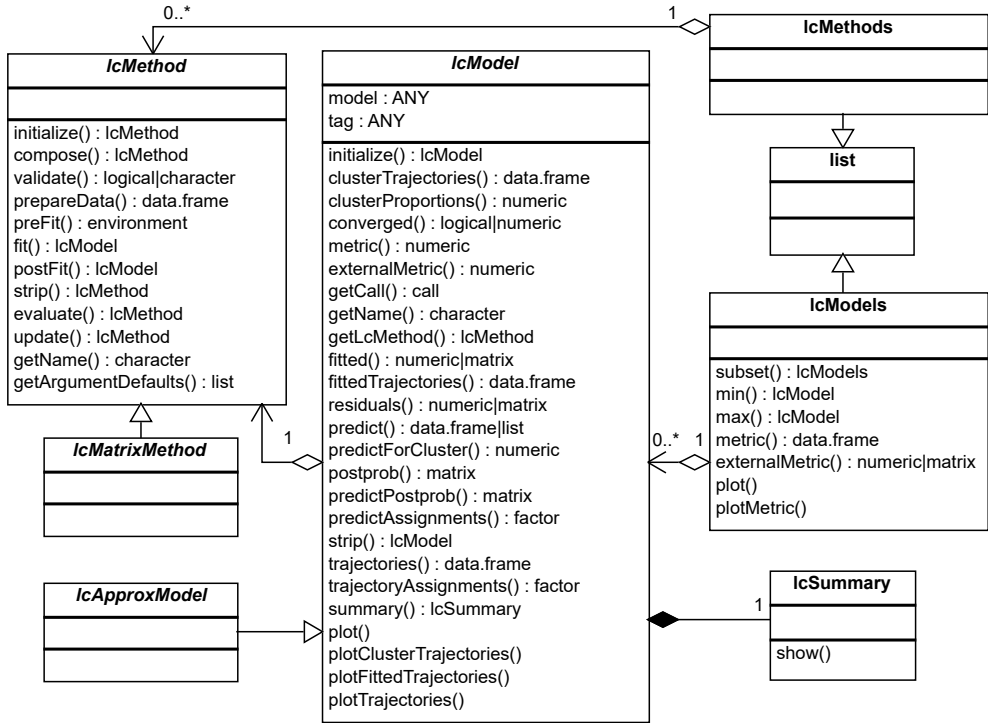 0..*
1
lcMethods
lcMethod
initialize() : lcMethod
compose() : lcMethod
validate() : logical|character
prepareData() : data.frame
preFit() : environment
fit() : lcModel
postFit() : lcModel
strip() : lcMethod
evaluate() : lcMethod
update() : lcMethod
getName() : character
getArgumentDefaults() : list
lcMatrixMethod
lcApproxModel
1
lcModel
model : ANY
tag : ANY
initialize() : lcModel
clusterTrajectories() : data.frame
clusterProportions() : numeric
converged() : logical|numeric
metric() : numeric
externalMetric() : numeric
getCall() : call
getName() : character
getLcMethod() : lcMethod
fitted() : numeric|matrix
fittedTrajectories() : data.frame
residuals() : numeric|matrix
predict() : data.frame|list
predictForCluster() : numeric
postprob() : matrix
predictPostprob() : matrix
predictAssignments() : factor
strip() : lcModel
trajectories() : data.frame
trajectoryAssignments() : factor
summary() : lcSummary
plot()
plotClusterTrajectories()
plotFittedTrajectories()
plotTrajectories()
list
lcModels
subset() : lcModels
min() : lcModel
max() : lcModel
metric() : data.frame
externalMetric() : numeric|matrix
plot()
plotMetric()
0..*
1
1
lcSummary
show()